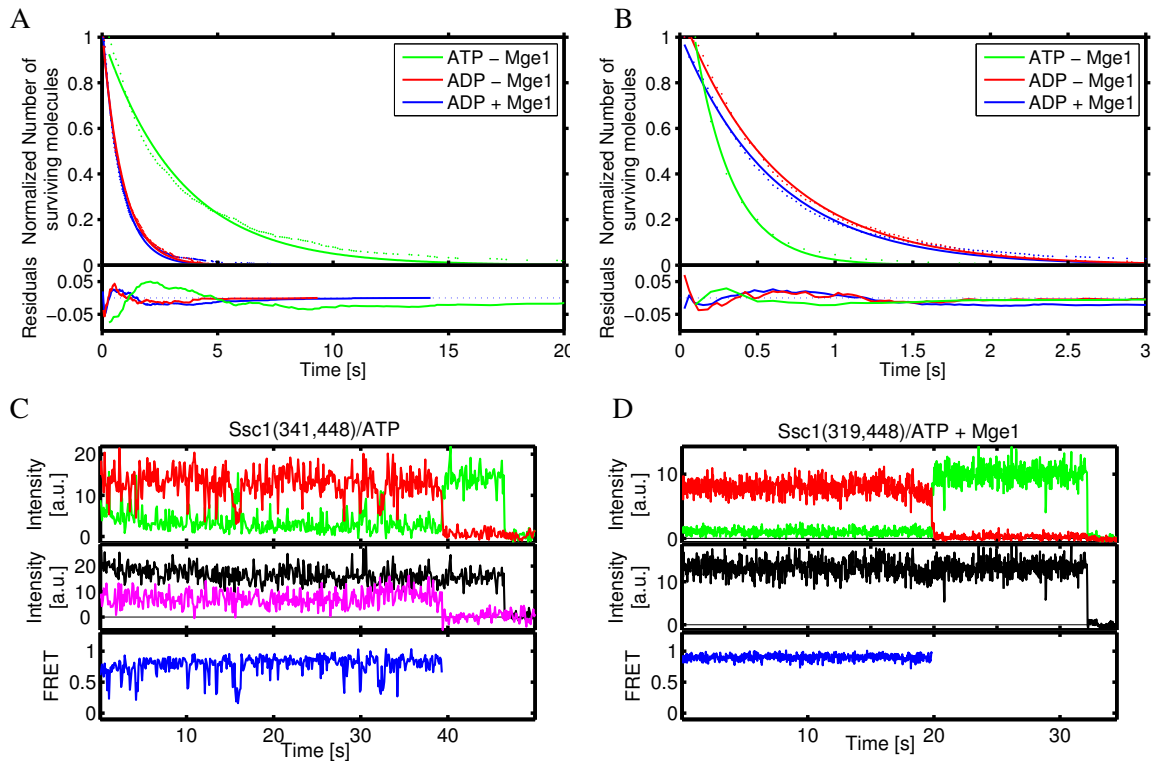 A
Normalized Number of
surviving molecules
1
0.8
0.6
0.4
0.2
0
ATP − Mge1
ADP − Mge1
ADP + Mge1
Residuals
0.05
−0.05
0
5
10
15
20
Time [s]
B
Normalized Number of
surviving molecules
1
0.8
0.6
0.4
0.2
0
ATP − Mge1
ADP − Mge1
ADP + Mge1
Residuals
0.05
−0.05
0
0.5
1
1.5
2
2.5
3
Time [s]
C
Ssc1(341,448)/ATP
Intensity
[a.u.]
20
10
0
Intensity
[a.u.]
20
10
0
FRET
1
0.5
0
10
20
30
40
Time [s]
D
Ssc1(319,448)/ATP + Mge1
Intensity
[a.u.]
10
0
Intensity
[a.u.]
10
0
FRET
1
0.5
0
10
20
30
Time [s]